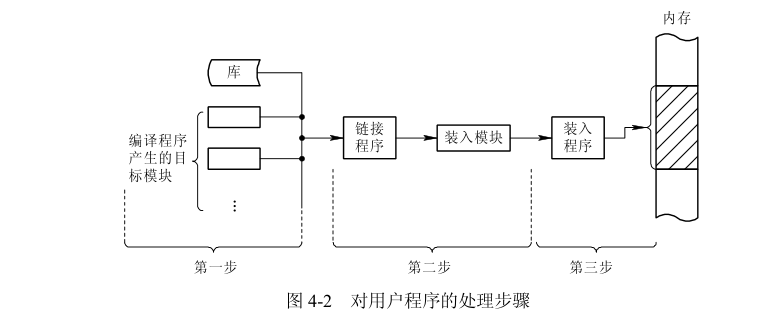 内存
库
编译程序
产生的目
标模块
⋮
链接
程序
装入模块
装入
程序
第一步
第二步
第三步
图 4-2 对用户程序的处理步骤